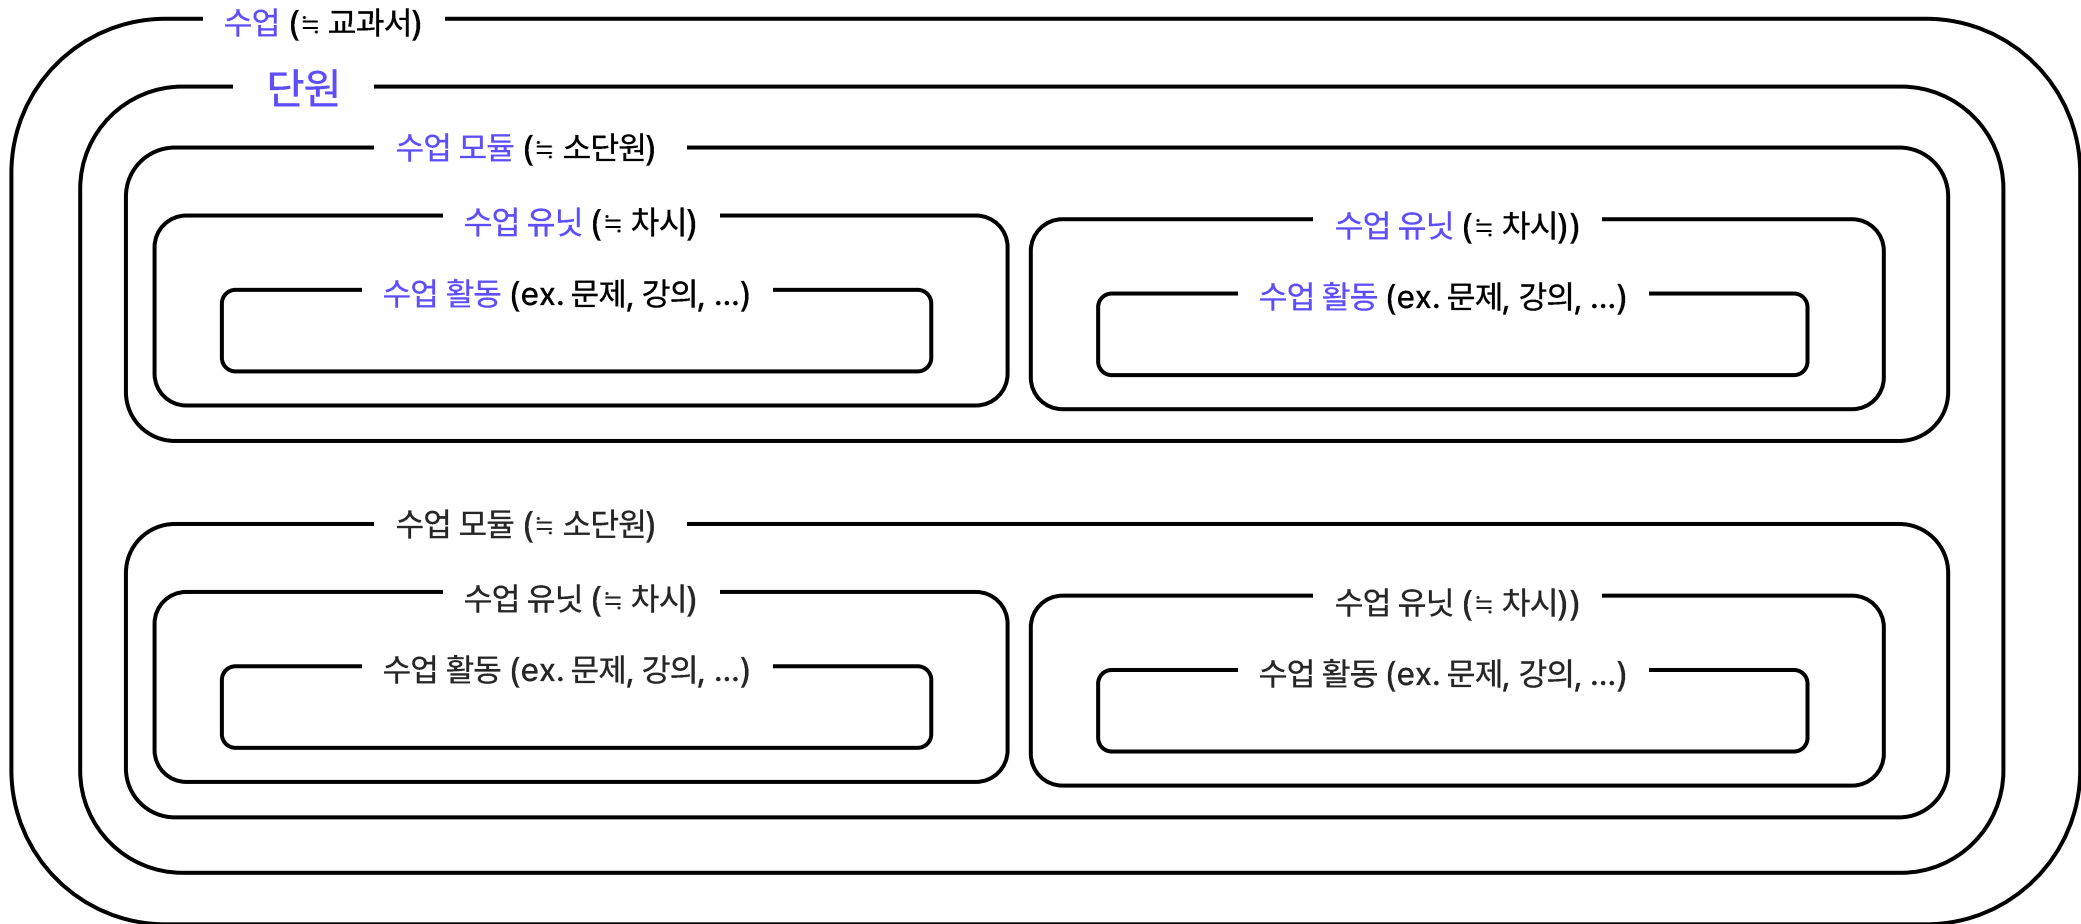 수업 (≒ 교과서)
단원
수업 모듈 (≒ 소단원)
수업 유닛 (≒ 차시)
수업 유닛 (≒ 차시))
수업 활동 (ex. 문제, 강의, ...)
수업 활동 (ex. 문제, 강의, ...)
수업 모듈 (≒ 소단원)
수업 유닛 (≒ 차시)
수업 유닛 (≒ 차시))
수업 활동 (ex. 문제, 강의, ...)
수업 활동 (ex. 문제, 강의, ...)